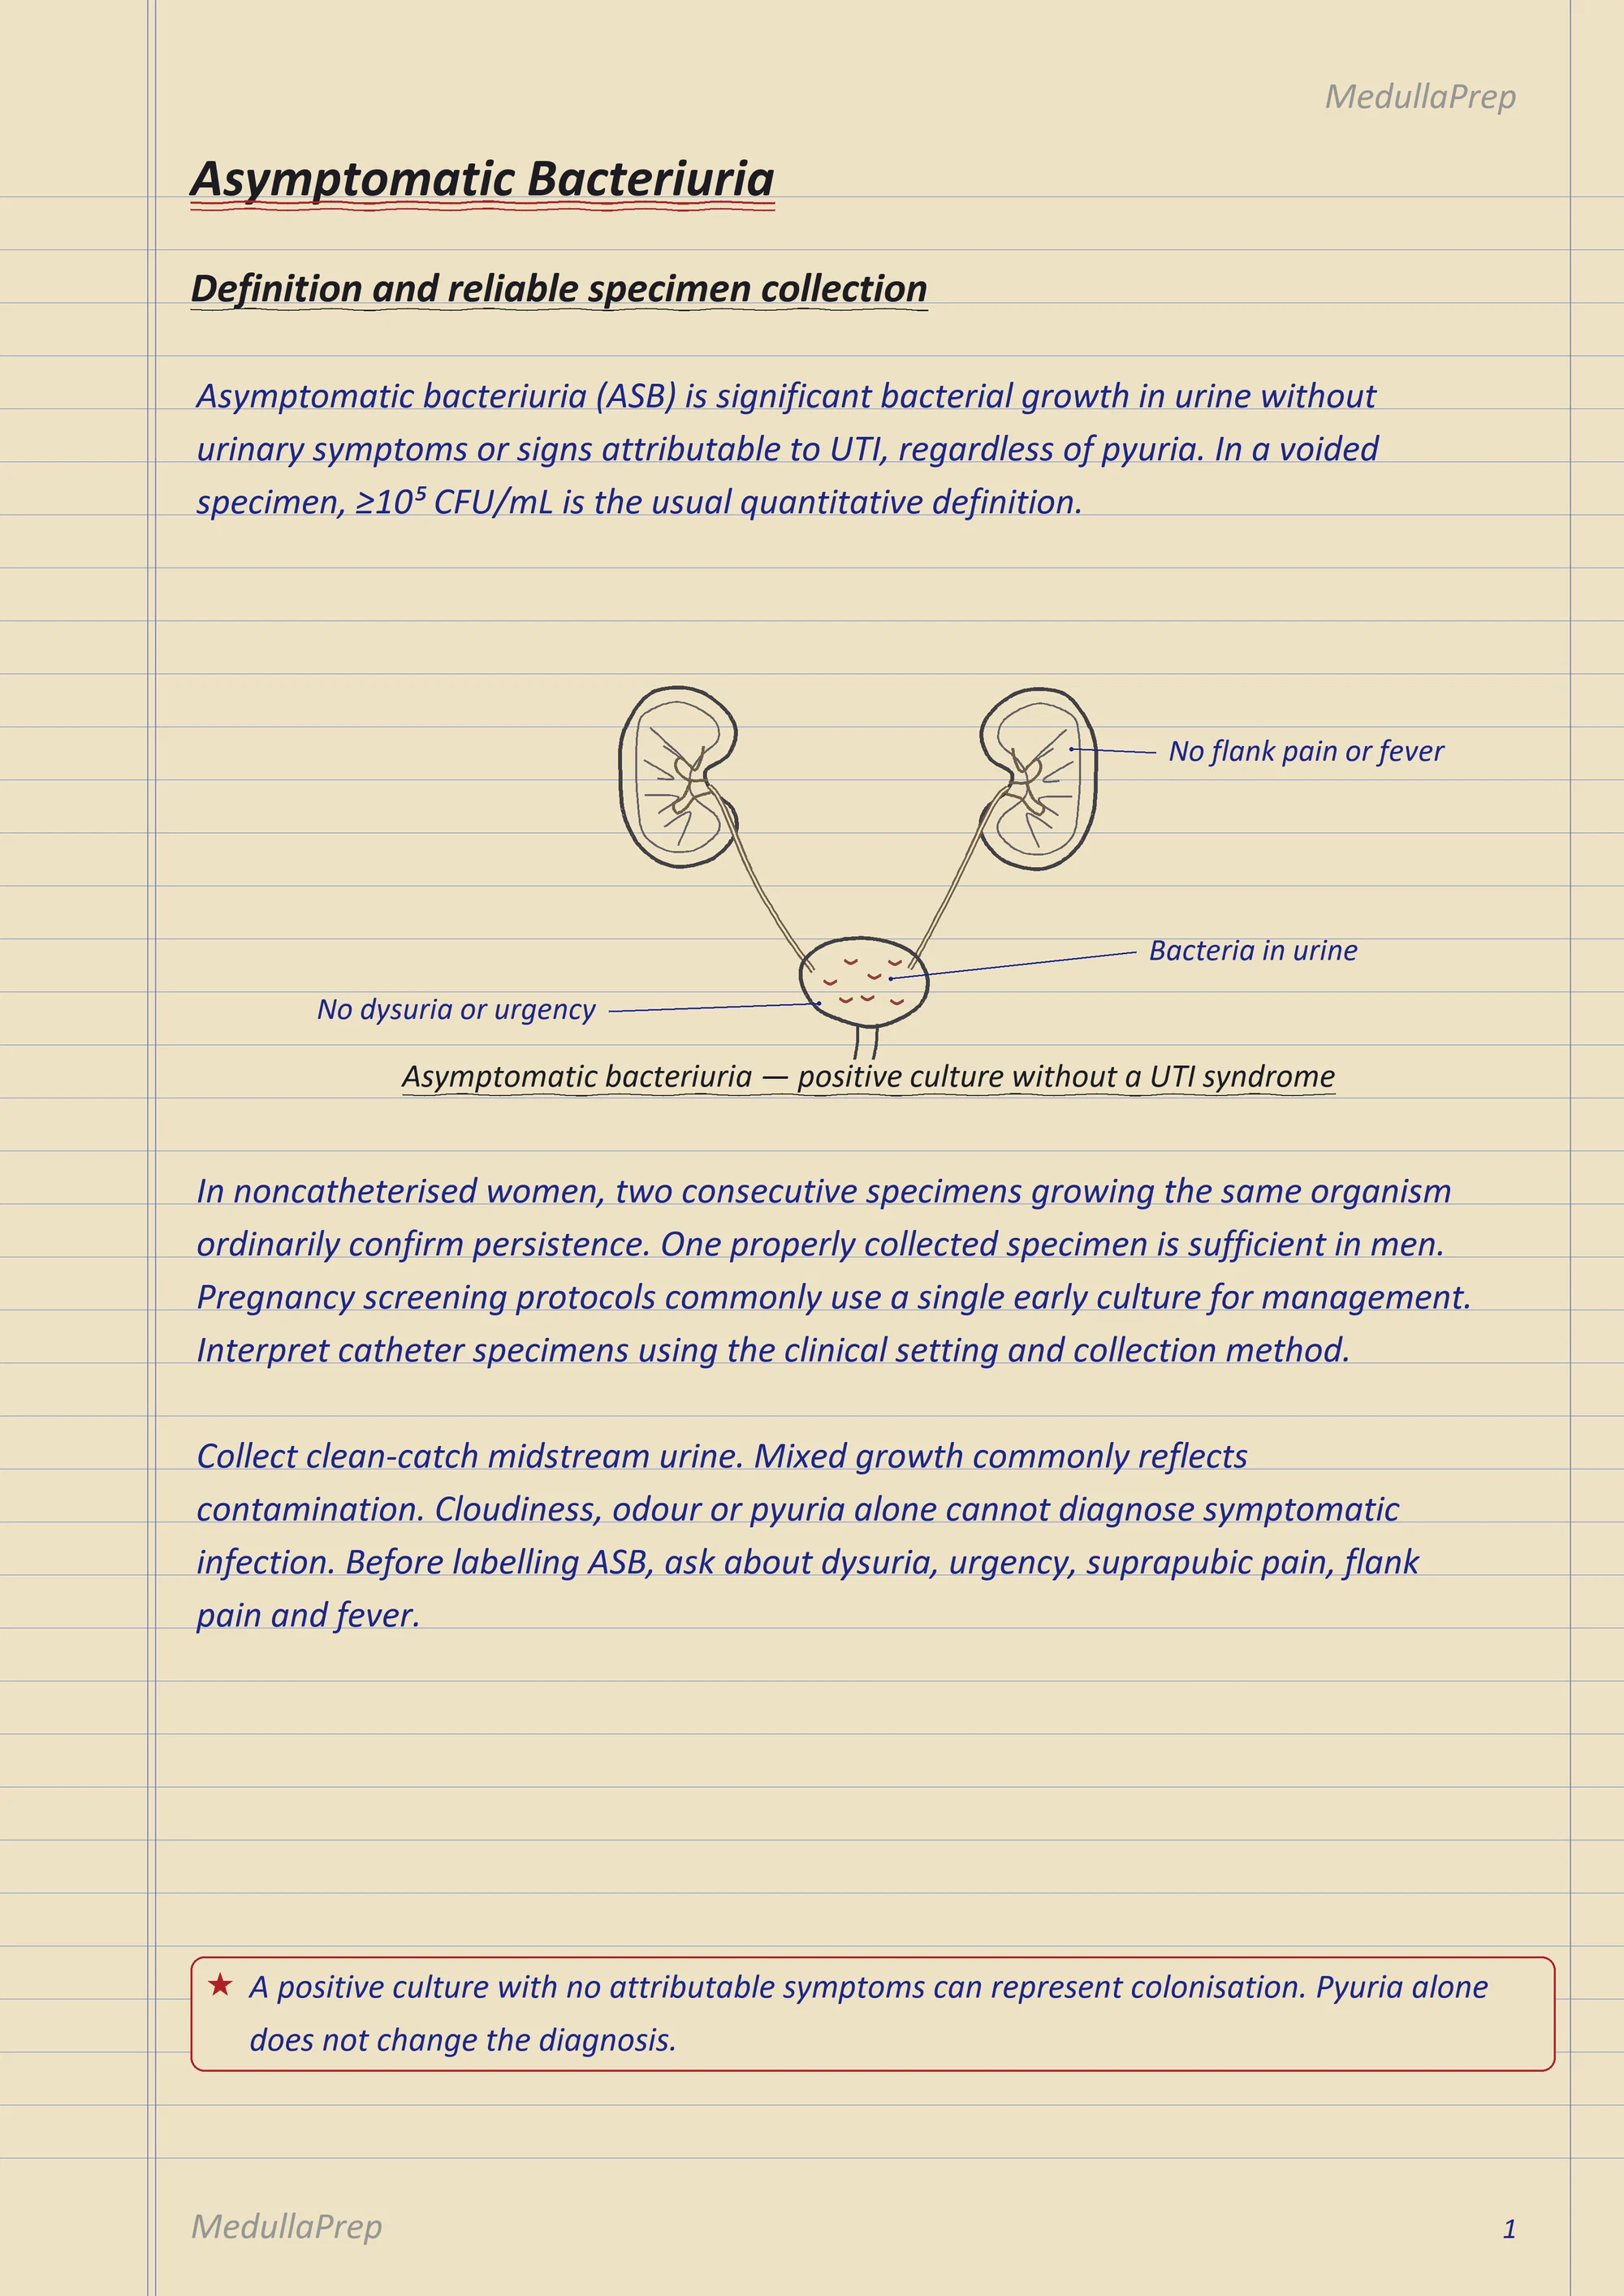 MedullaPrep
Asymptomatic Bacteriuria
Definition and reliable specimen collection
Asymptomatic bacteriuria (ASB) is significant bacterial growth in urine without
urinary symptoms or signs attributable to UTI, regardless of pyuria. In a voided
specimen, ≥10⁵ CFU/mL is the usual quantitative definition.
No flank pain or fever
Bacteria in urine
No dysuria or urgency
Asymptomatic bacteriuria — positive culture without a UTI syndrome
In noncatheterised women, two consecutive specimens growing the same organism
ordinarily confirm persistence. One properly collected specimen is sufficient in men.
Pregnancy screening protocols commonly use a single early culture for management.
Interpret catheter specimens using the clinical setting and collection method.
Collect clean-catch midstream urine. Mixed growth commonly reflects
contamination. Cloudiness, odour or pyuria alone cannot diagnose symptomatic
infection. Before labelling ASB, ask about dysuria, urgency, suprapubic pain, flank
pain and fever.
★ A positive culture with no attributable symptoms can represent colonisation. Pyuria alone
does not change the diagnosis.
MedullaPrep
1